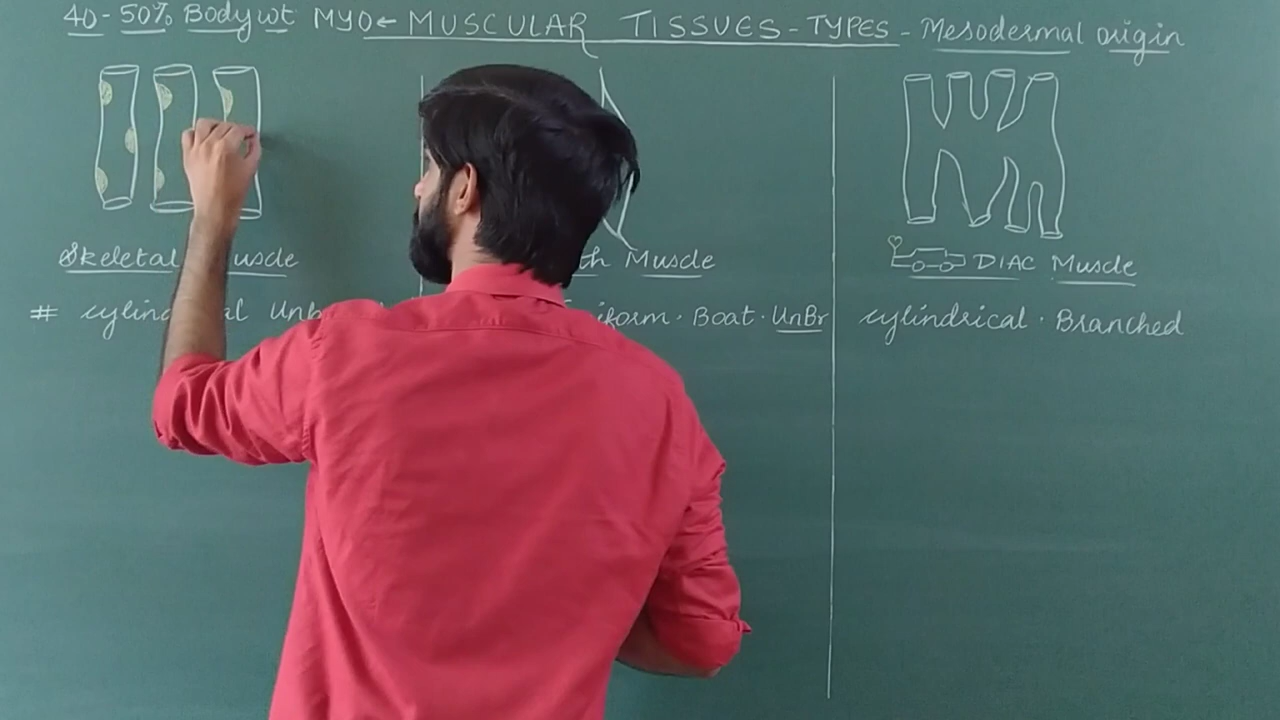 40-50% Body wt MYO← MUSCULAR TISSUES-TYPES - Mesodermal origin
Skeletal Muscle
Muscle
DIAC Muscle
# Boat · UnBr
cylindrical · Branched